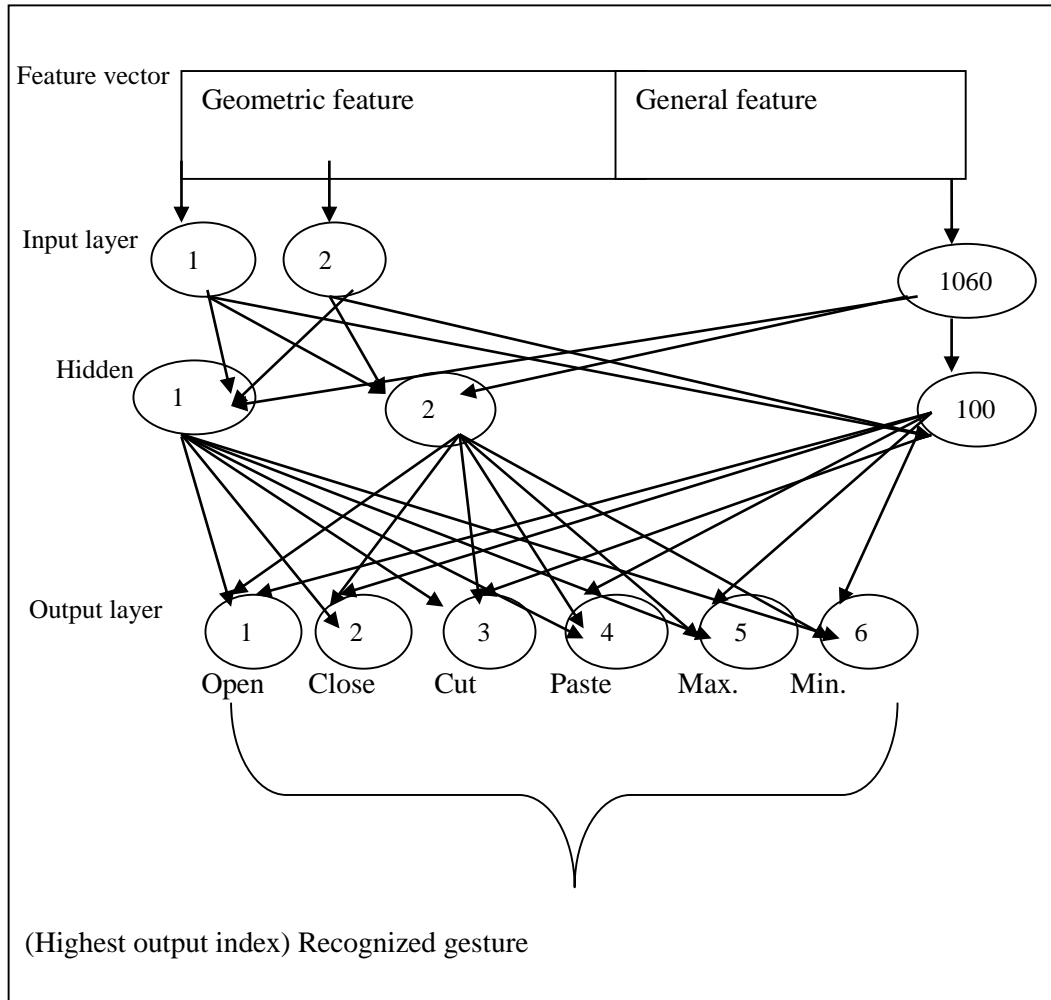 Feature vector
Geometric feature General feature
Input layer
1 2 1060
Hidden
1 2 100
Output layer
1 2 3 4 5 6
Open Close Cut Paste Max. Min.
(Highest output index) Recognized gesture